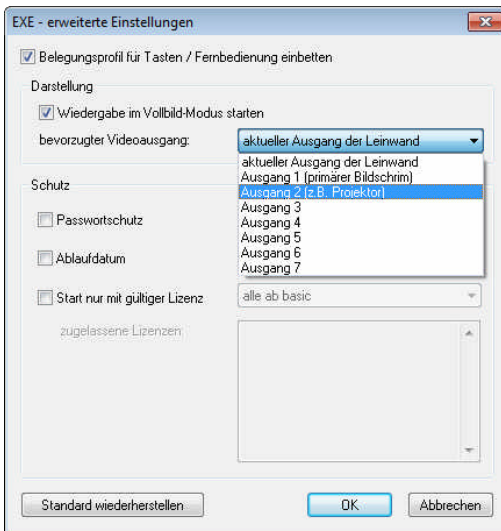 EXE - erweiterte Einstellungen
Belegungsprofil für Tasten / Fernbedienung einbetten
Darstellung
Wiedergabe im Vollbild-Modus starten
bevorzugter Videoausgang: aktueller Ausgang der Leinwand
aktueller Ausgang der Leinwand
Ausgang 1 (primärer Bildschrim)
Ausgang 2 (z.B. Projektor)
Ausgang 3
Ausgang 4
Ausgang 5
Ausgang 6
Ausgang 7
Schutz
Passwortschutz
Ablaufdatum
Start nur mit gültiger Lizenz alle ab basic
zugelassene Lizenzen:
Standard wiederherstellen OK Abbrechen